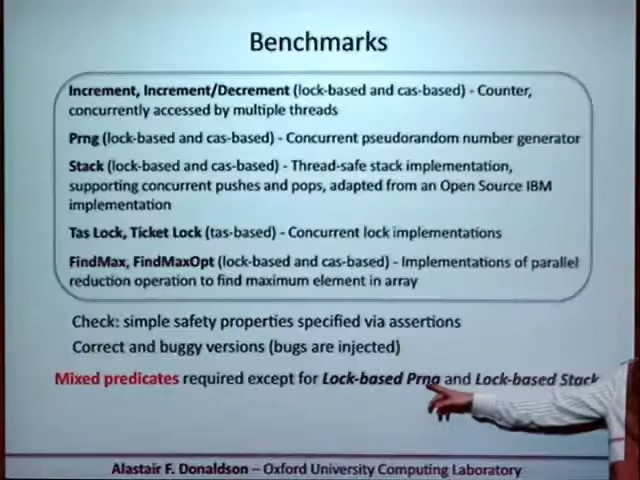 Benchmarks
Increment, Increment/Decrement (lock-based and cas-based) - Counter,
concurrently accessed by multiple threads
Prng (lock-based and cas-based) - Concurrent pseudorandom number generator
Stack (lock-based and cas-based) - Thread-safe stack implementation,
supporting concurrent pushes and pops, adapted from an Open Source IBM
implementation
Tas Lock, Ticket Lock (tas-based) - Concurrent lock implementations
FindMax, FindMaxOpt (lock-based and cas-based) - Implementations of parallel
reduction operation to find maximum element in array
Check: simple safety properties specified via assertions
Correct and buggy versions (bugs are injected)
Mixed predicates required except for Lock-based Prng and Lock-based Stack
Alastair F. Donaldson – Oxford University Computing Laboratory